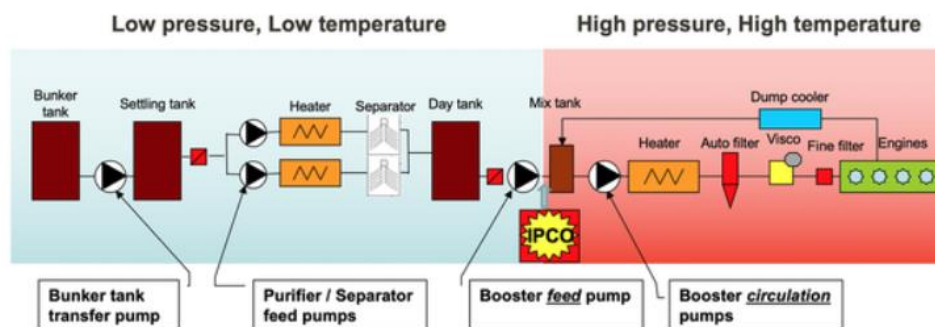 Low pressure, Low temperature
High pressure, High temperature
Bunker
tank
Settling tank
Heater
Separator
Day tank
Mix tank
Dump cooler
Heater
Auto filter
Visco
Fine filter
Engines
IPCO
Bunker tank
transfer pump
Purifier / Separator
feed pumps
Booster feed pump
Booster circulation
pumps